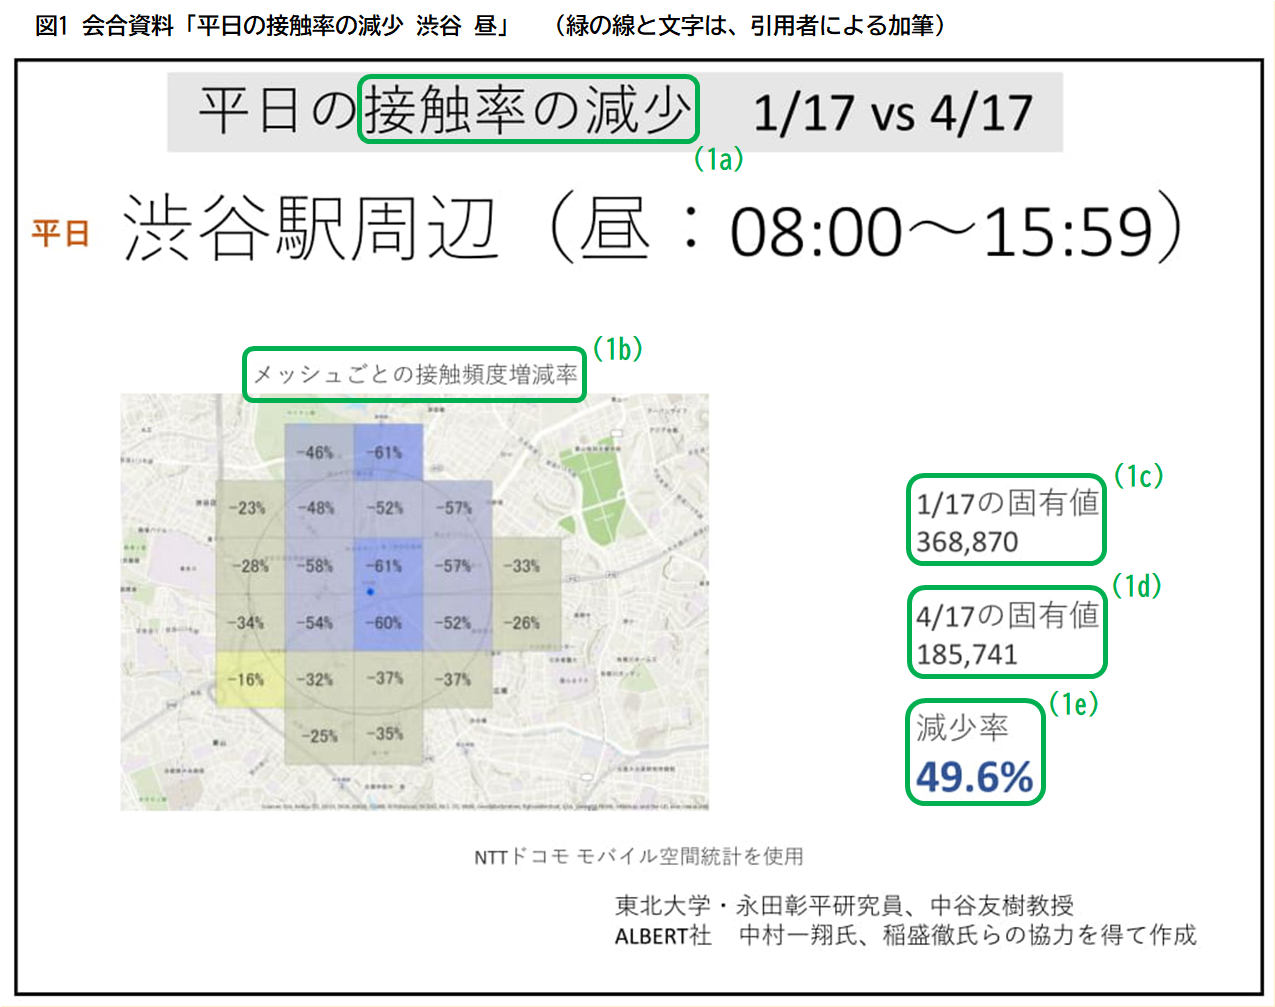 図1 会合資料「平日の接触率の減少 渋谷 昼」　（緑の線と文字は、引用者による加筆）
平日の接触率の減少　1/17 vs 4/17
(1a)
平日 渋谷駅周辺（昼：08:00～15:59）
(1b)
メッシュごとの接触頻度増減率
-46% -61%
-23% -48% -52% -57%
-28% -58% -61% -57% -33%
-34% -54% -60% -52% -26%
-16% -32% -37% -37%
-25% -35%
(1c)
1/17の固有値
368,870
(1d)
4/17の固有値
185,741
(1e)
減少率
49.6%
NTTドコモ モバイル空間統計を使用
東北大学・永田彰平研究員、中谷友樹教授
ALBERT社　中村一翔氏、稲盛徹氏らの協力を得て作成